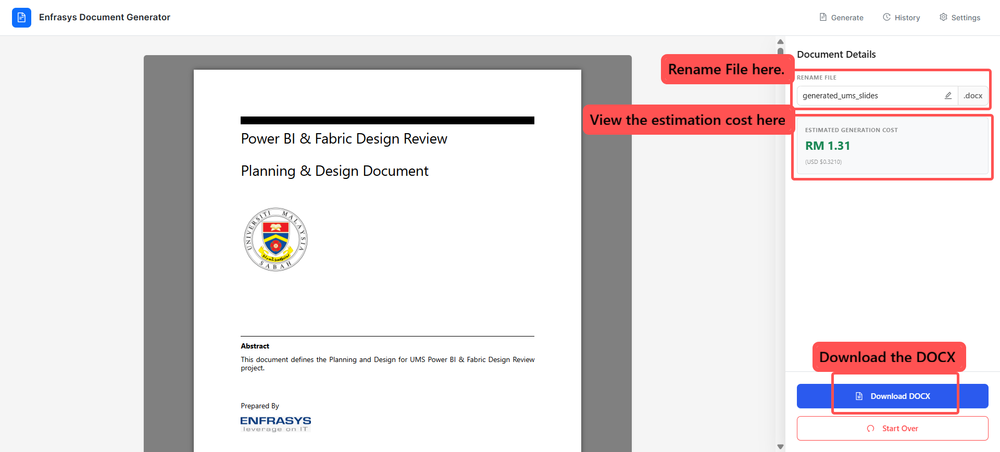 Enfrasys Document Generator
Generate
History
Settings
Power BI & Fabric Design Review
Planning & Design Document
UNIVERSITI MALAYSIA
SABAH
Abstract
This document defines the Planning and Design for UMS Power BI & Fabric Design Review
project.
Prepared By
ENFRASYS
leverage on IT
Document Details
Rename File here.
RENAME FILE
generated_ums_slides
.docx
View the estimation cost here
ESTIMATED GENERATION COST
RM 1.31
(USD $0.3210)
Download the DOCX
Download DOCX
Start Over